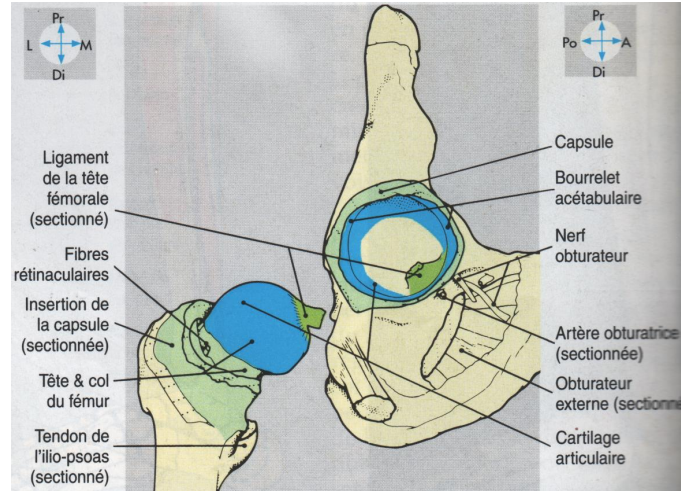 Pr
L M
Di
Pr
Po A
Di
Ligament
de la tête
fémorale
(sectionné)
Fibres
rétinaculaires
Insertion de
la capsule
(sectionnée)
Tête & col
du fémur
Tendon de
l'ilio-psoas
(sectionné)
Capsule
Bourrelet
acétabulaire
Nerf
obturateur
Artère obturatrice
(sectionnée)
Obturateur
externe (sectionné
Cartilage
articulaire